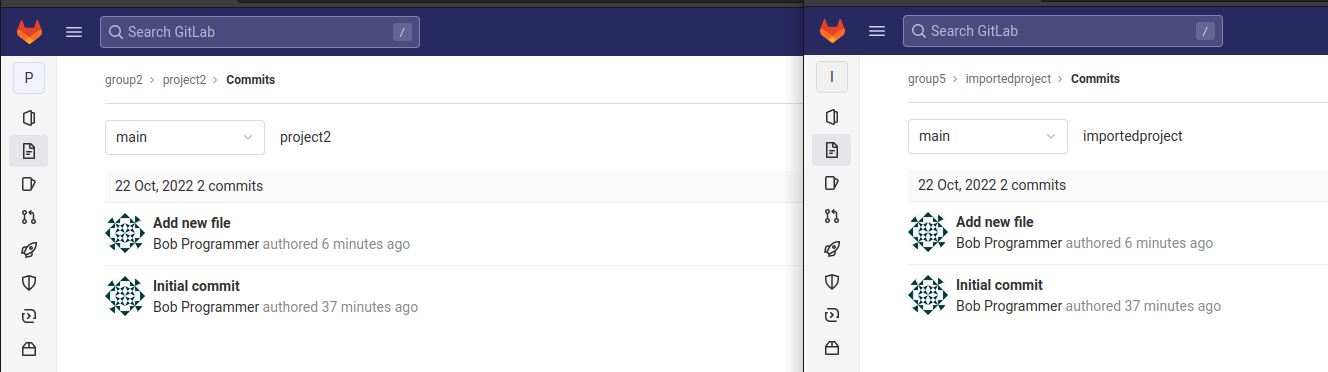 Search GitLab /
P
group2 > project2 > Commits
main
project2
22 Oct, 2022 2 commits
Add new file
Bob Programmer authored 6 minutes ago
Initial commit
Bob Programmer authored 37 minutes ago
Search GitLab /
I
group5 > importedproject > Commits
main
importedproject
22 Oct, 2022 2 commits
Add new file
Bob Programmer authored 6 minutes ago
Initial commit
Bob Programmer authored 37 minutes ago